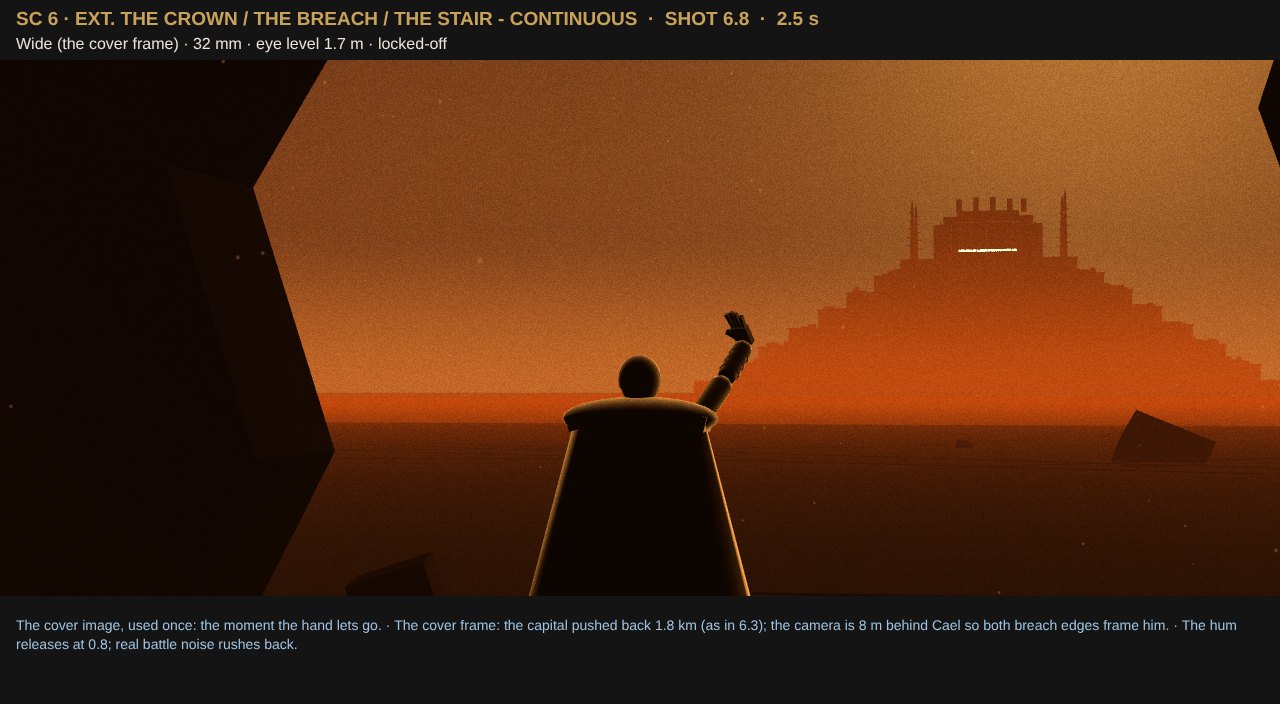 SC 6 · EXT. THE CROWN / THE BREACH / THE STAIR - CONTINUOUS · SHOT 6.8 · 2.5 s
Wide (the cover frame) · 32 mm · eye level 1.7 m · locked-off
The cover image, used once: the moment the hand lets go. · The cover frame: the capital pushed back 1.8 km (as in 6.3); the camera is 8 m behind Cael so both breach edges frame him. · The hum
releases at 0.8; real battle noise rushes back.